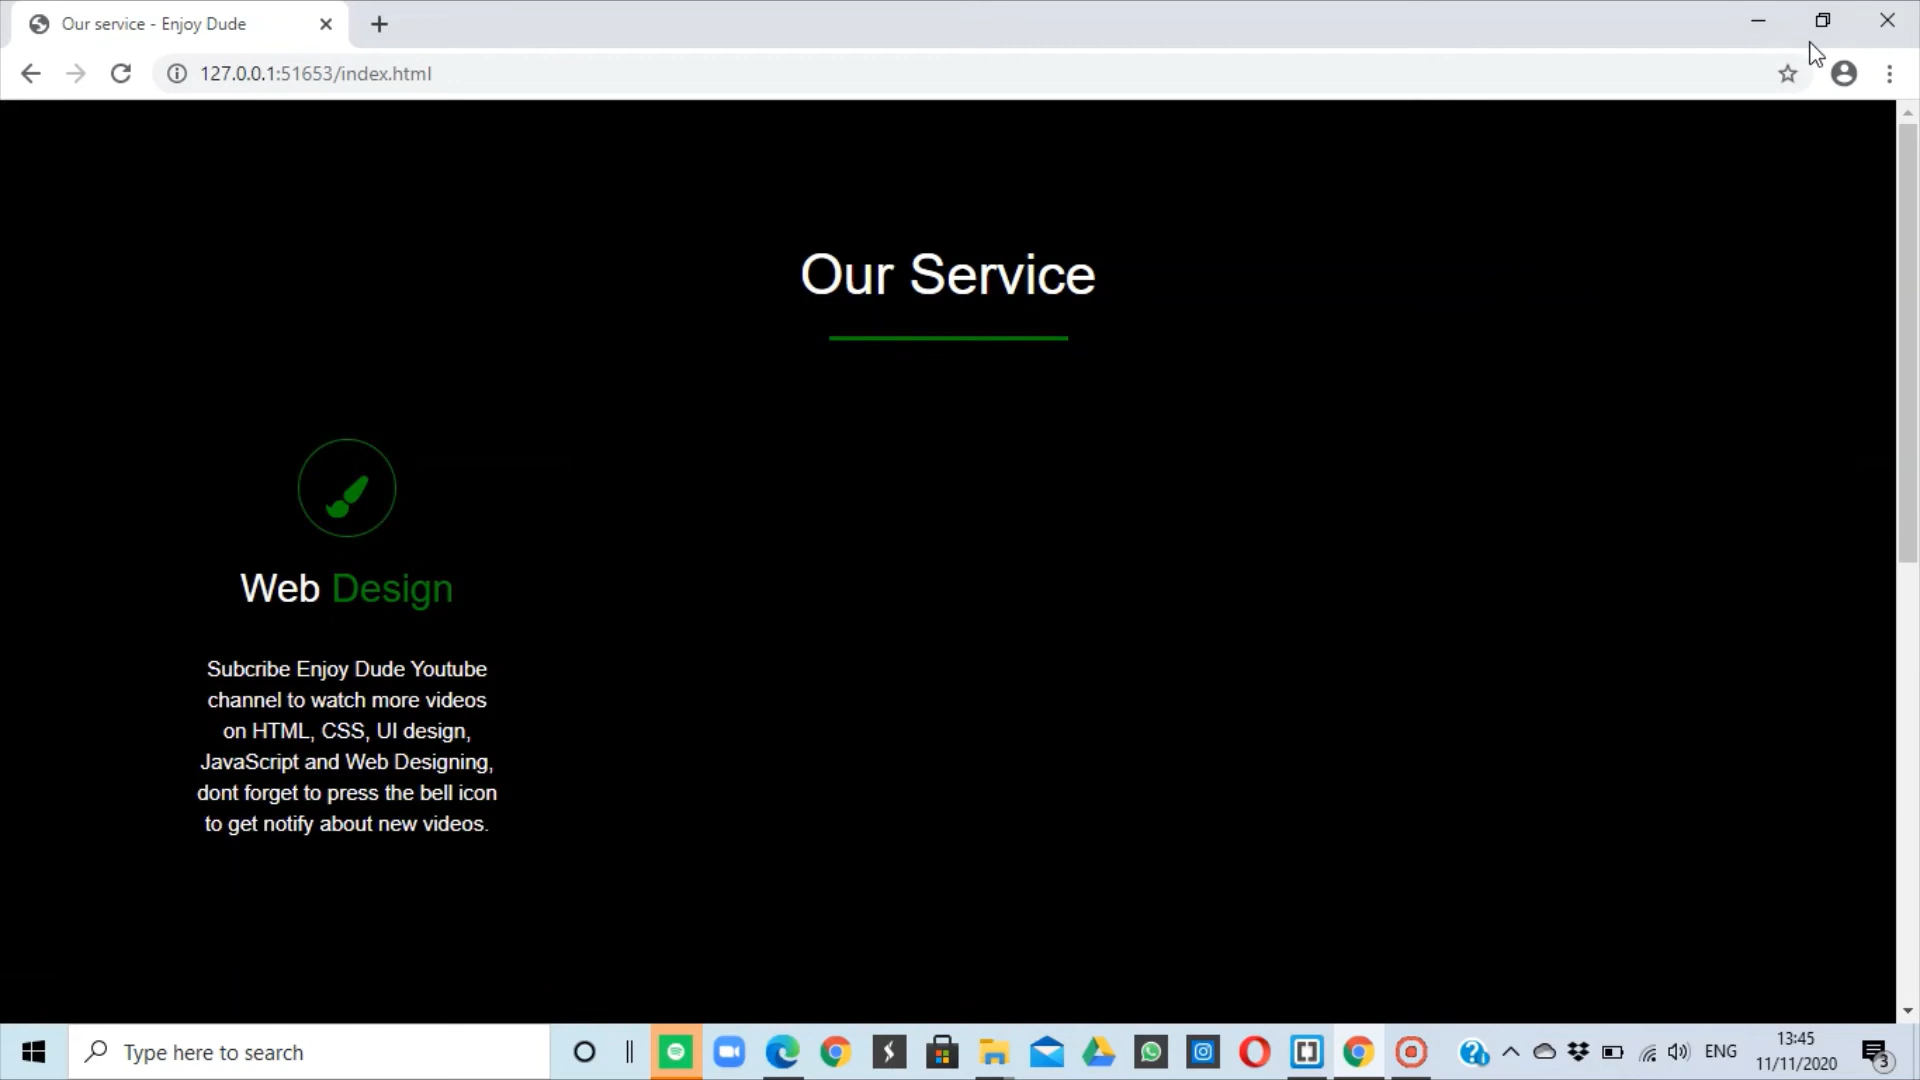 Our service - Enjoy Dude
127.0.0.1:51653/index.html
Our Service
Web Design
Subcribe Enjoy Dude Youtube
channel to watch more videos
on HTML, CSS, UI design,
JavaScript and Web Designing,
dont forget to press the bell icon
to get notify about new videos.
Type here to search
ENG
13:45
11/11/2020
3